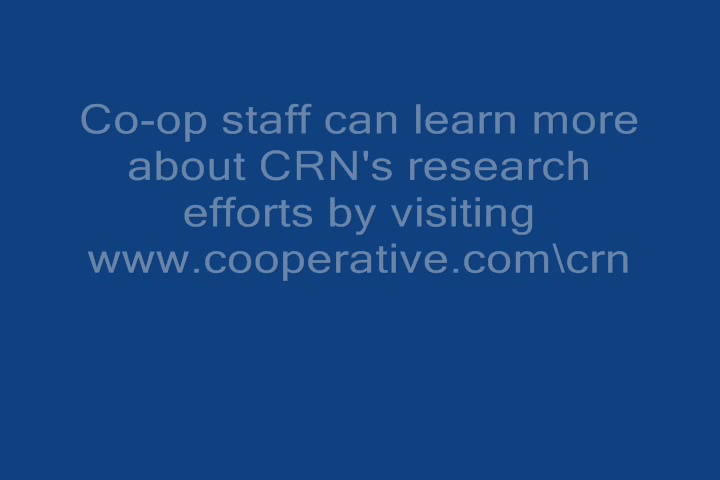 Co-op staff can learn more
about CRN's research
efforts by visiting
www.cooperative.com\crn